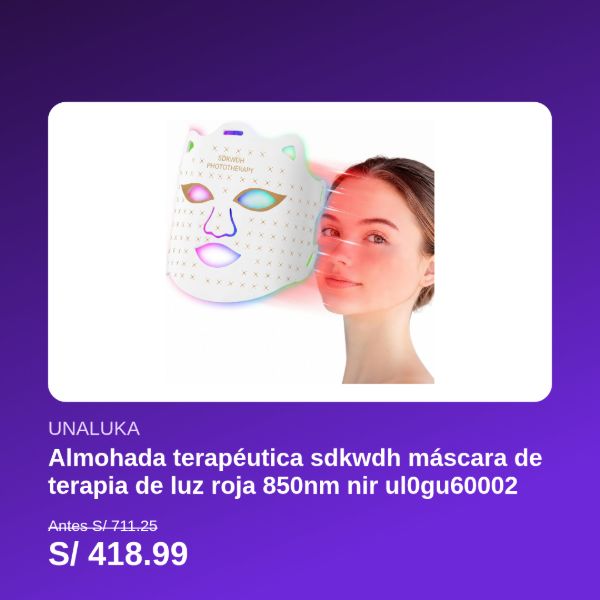 SDKWDH
PHOTOTHERAPY
UNALUKA
Almohada terapéutica sdkwdh máscara de
terapia de luz roja 850nm nir ul0gu60002
Antes S/ 711.25
S/ 418.99